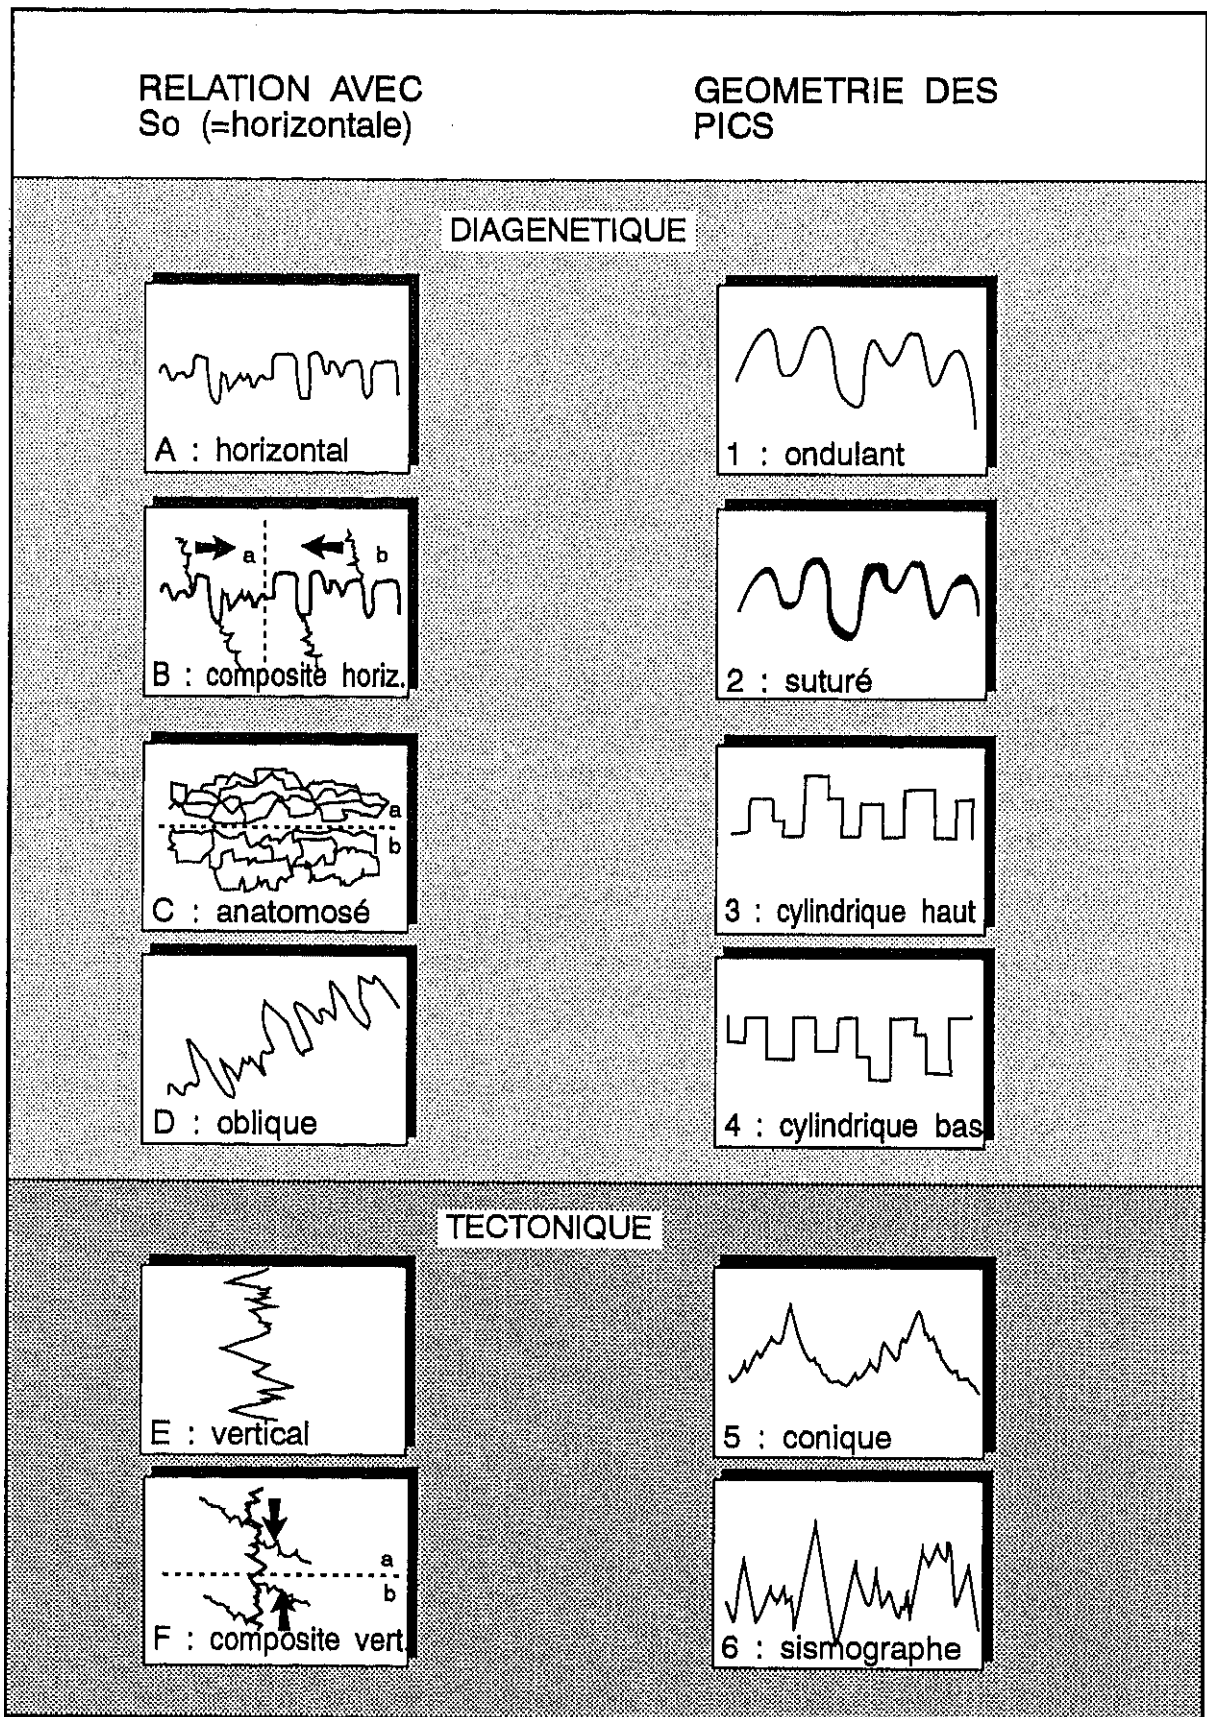 RELATION AVEC
So (=horizontale)
GEOMETRIE DES
PICS
DIAGENETIQUE
A : horizontal
1 : ondulant
a
b
B : composite horiz.
2 : suturé
a
b
C : anatomosé
3 : cylindrique haut
D : oblique
4 : cylindrique bas
TECTONIQUE
E : vertical
5 : conique
a
b
F : composite vert.
6 : sismographe